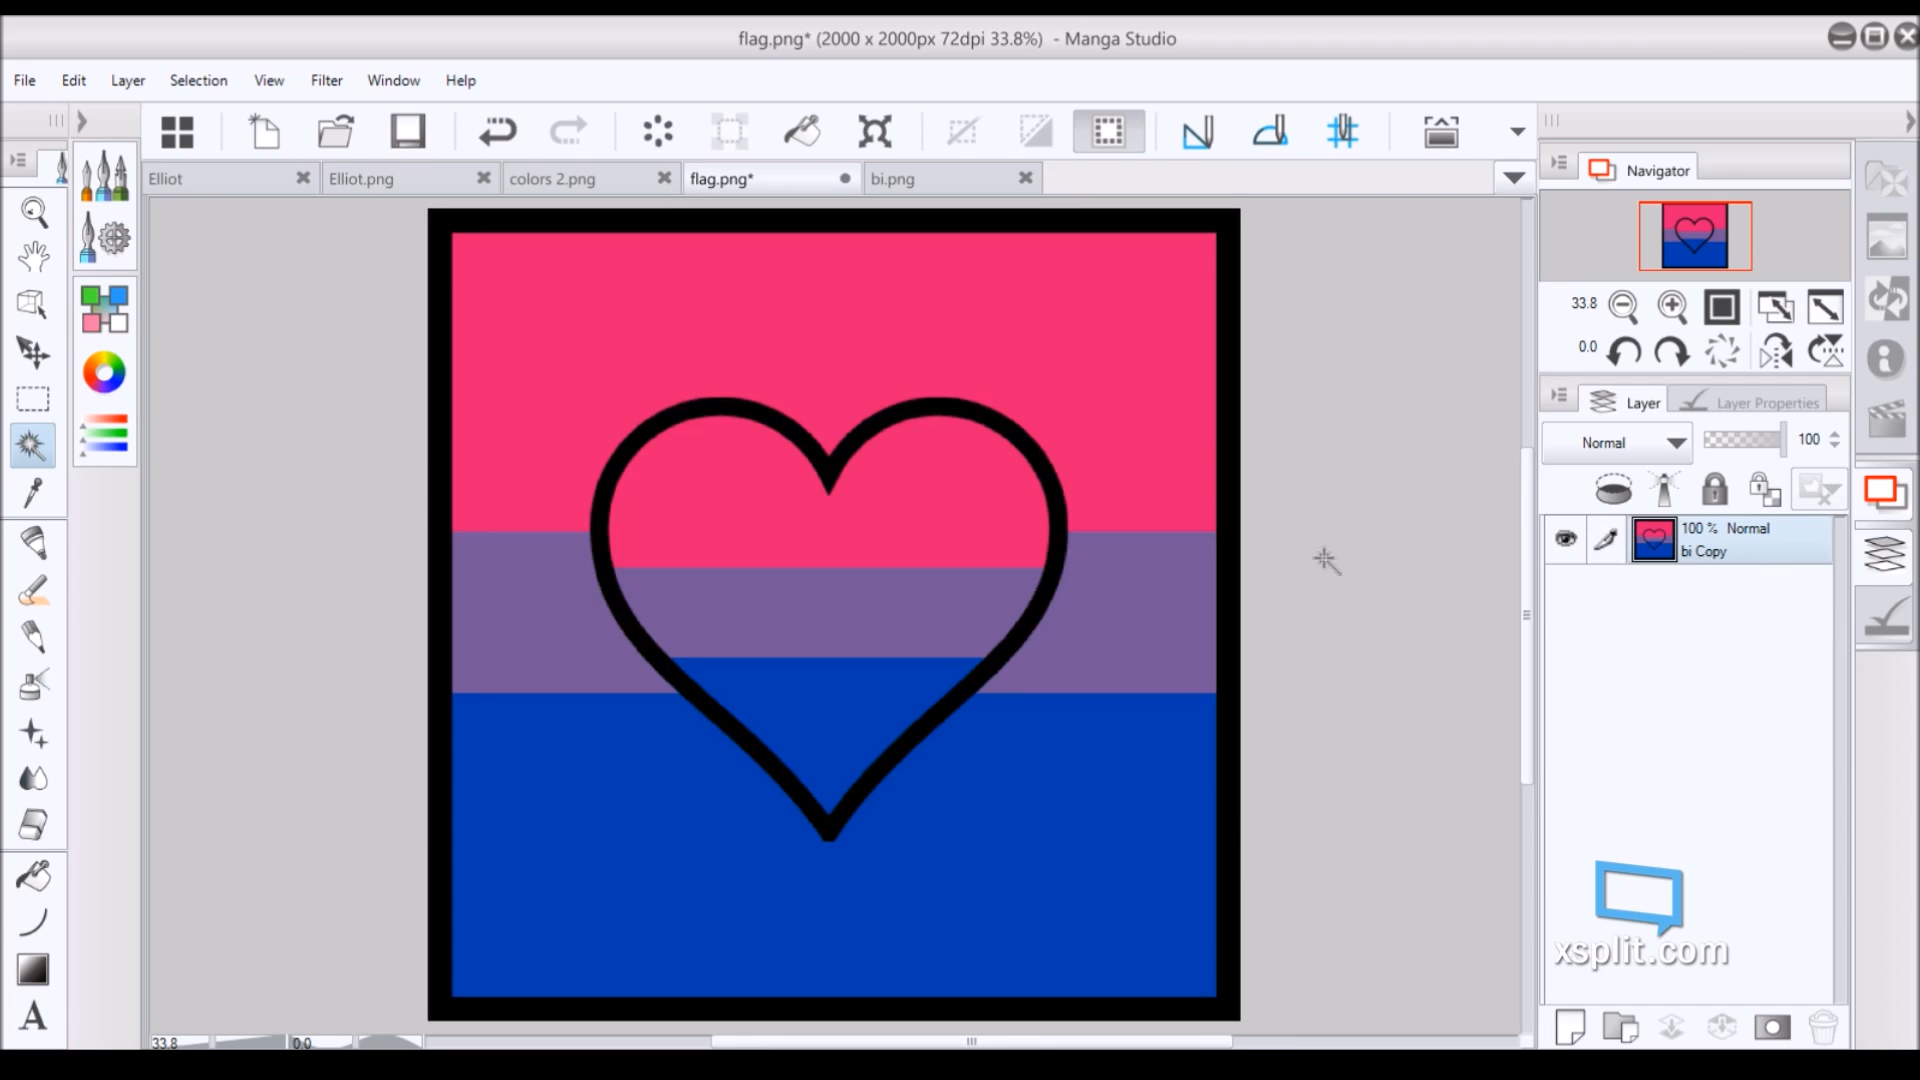 flag.png* (2000 x 2000px 72dpi 33.8%) - Manga Studio
File Edit Layer Selection View Filter Window Help
Elliot
Elliot.png
colors 2.png
flag.png*
bi.png
Navigator
33.8
0.0
Layer
Layer Properties
Normal
100
100 % Normal
bi Copy
A
xsplit.com
33.8
0.0